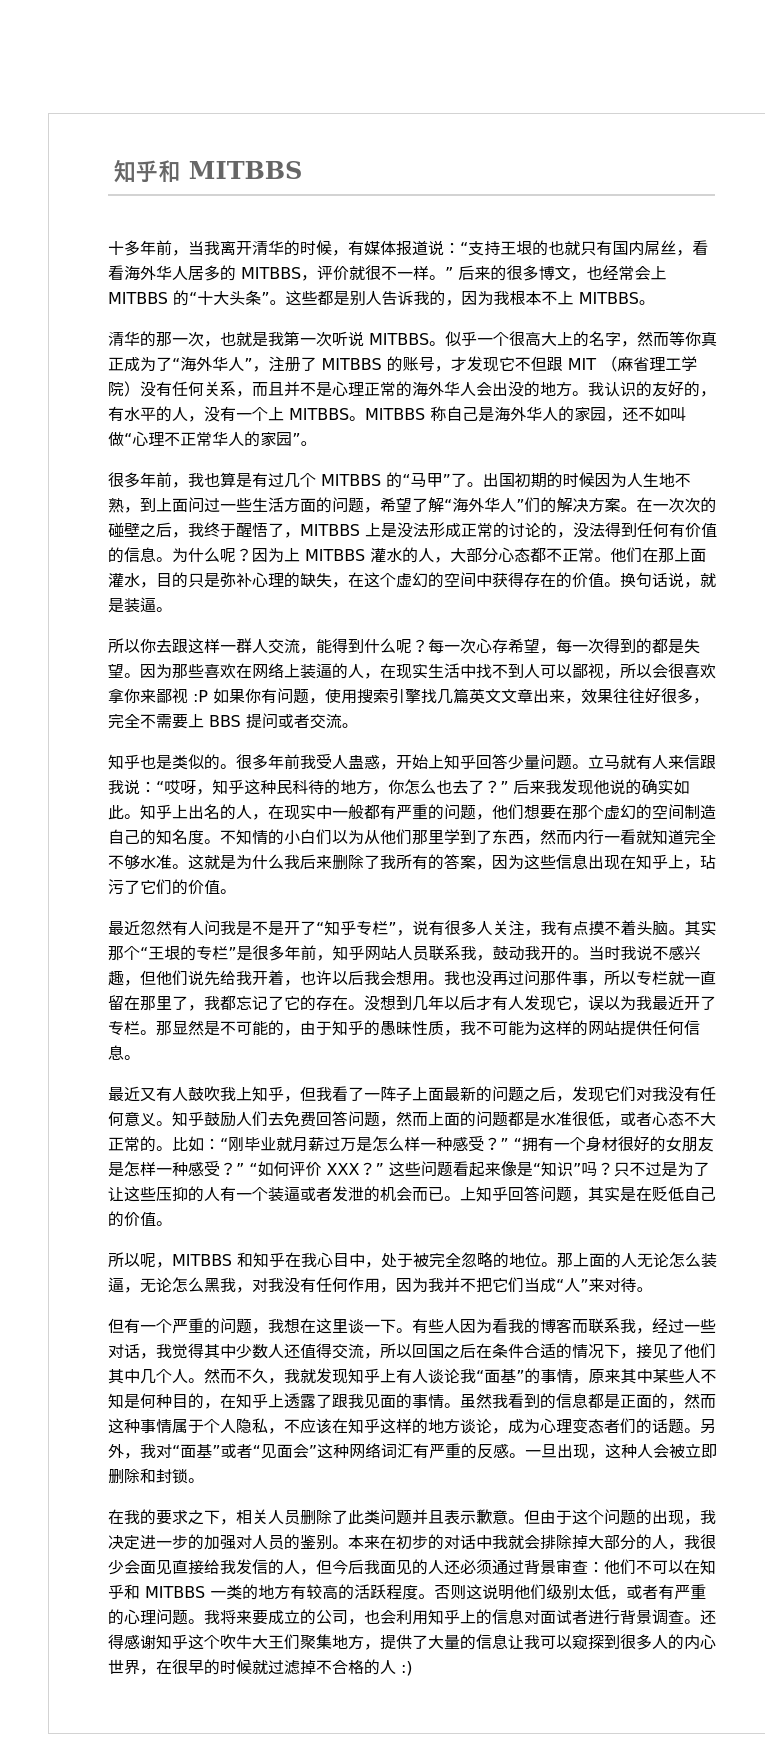 知乎和 MITBBS
十多年前，当我离开清华的时候，有媒体报道说：“支持王垠的也就只有国内屌丝，看
看海外华人居多的 MITBBS，评价就很不一样。” 后来的很多博文，也经常会上
MITBBS 的“十大头条”。这些都是别人告诉我的，因为我根本不上 MITBBS。
清华的那一次，也就是我第一次听说 MITBBS。似乎一个很高大上的名字，然而等你真
正成为了“海外华人”，注册了 MITBBS 的账号，才发现它不但跟 MIT （麻省理工学
院）没有任何关系，而且并不是心理正常的海外华人会出没的地方。我认识的友好的，
有水平的人，没有一个上 MITBBS。MITBBS 称自己是海外华人的家园，还不如叫
做“心理不正常华人的家园”。
很多年前，我也算是有过几个 MITBBS 的“马甲”了。出国初期的时候因为人生地不
熟，到上面问过一些生活方面的问题，希望了解“海外华人”们的解决方案。在一次次的
碰壁之后，我终于醒悟了，MITBBS 上是没法形成正常的讨论的，没法得到任何有价值
的信息。为什么呢？因为上 MITBBS 灌水的人，大部分心态都不正常。他们在那上面
灌水，目的只是弥补心理的缺失，在这个虚幻的空间中获得存在的价值。换句话说，就
是装逼。
所以你去跟这样一群人交流，能得到什么呢？每一次心存希望，每一次得到的都是失
望。因为那些喜欢在网络上装逼的人，在现实生活中找不到人可以鄙视，所以会很喜欢
拿你来鄙视 :P 如果你有问题，使用搜索引擎找几篇英文文章出来，效果往往好很多，
完全不需要上 BBS 提问或者交流。
知乎也是类似的。很多年前我受人蛊惑，开始上知乎回答少量问题。立马就有人来信跟
我说：“哎呀，知乎这种民科待的地方，你怎么也去了？” 后来我发现他说的确实如
此。知乎上出名的人，在现实中一般都有严重的问题，他们想要在那个虚幻的空间制造
自己的知名度。不知情的小白们以为从他们那里学到了东西，然而内行一看就知道完全
不够水准。这就是为什么我后来删除了我所有的答案，因为这些信息出现在知乎上，玷
污了它们的价值。
最近忽然有人问我是不是开了“知乎专栏”，说有很多人关注，我有点摸不着头脑。其实
那个“王垠的专栏”是很多年前，知乎网站人员联系我，鼓动我开的。当时我说不感兴
趣，但他们说先给我开着，也许以后我会想用。我也没再过问那件事，所以专栏就一直
留在那里了，我都忘记了它的存在。没想到几年以后才有人发现它，误以为我最近开了
专栏。那显然是不可能的，由于知乎的愚昧性质，我不可能为这样的网站提供任何信
息。
最近又有人鼓吹我上知乎，但我看了一阵子上面最新的问题之后，发现它们对我没有任
何意义。知乎鼓励人们去免费回答问题，然而上面的问题都是水准很低，或者心态不大
正常的。比如：“刚毕业就月薪过万是怎么样一种感受？” “拥有一个身材很好的女朋友
是怎样一种感受？” “如何评价 XXX？” 这些问题看起来像是“知识”吗？只不过是为了
让这些压抑的人有一个装逼或者发泄的机会而已。上知乎回答问题，其实是在贬低自己
的价值。
所以呢，MITBBS 和知乎在我心目中，处于被完全忽略的地位。那上面的人无论怎么装
逼，无论怎么黑我，对我没有任何作用，因为我并不把它们当成“人”来对待。
但有一个严重的问题，我想在这里谈一下。有些人因为看我的博客而联系我，经过一些
对话，我觉得其中少数人还值得交流，所以回国之后在条件合适的情况下，接见了他们
其中几个人。然而不久，我就发现知乎上有人谈论我“面基”的事情，原来其中某些人不
知是何种目的，在知乎上透露了跟我见面的事情。虽然我看到的信息都是正面的，然而
这种事情属于个人隐私，不应该在知乎这样的地方谈论，成为心理变态者们的话题。另
外，我对“面基”或者“见面会”这种网络词汇有严重的反感。一旦出现，这种人会被立即
删除和封锁。
在我的要求之下，相关人员删除了此类问题并且表示歉意。但由于这个问题的出现，我
决定进一步的加强对人员的鉴别。本来在初步的对话中我就会排除掉大部分的人，我很
少会面见直接给我发信的人，但今后我面见的人还必须通过背景审查：他们不可以在知
乎和 MITBBS 一类的地方有较高的活跃程度。否则这说明他们级别太低，或者有严重
的心理问题。我将来要成立的公司，也会利用知乎上的信息对面试者进行背景调查。还
得感谢知乎这个吹牛大王们聚集地方，提供了大量的信息让我可以窥探到很多人的内心
世界，在很早的时候就过滤掉不合格的人 :)